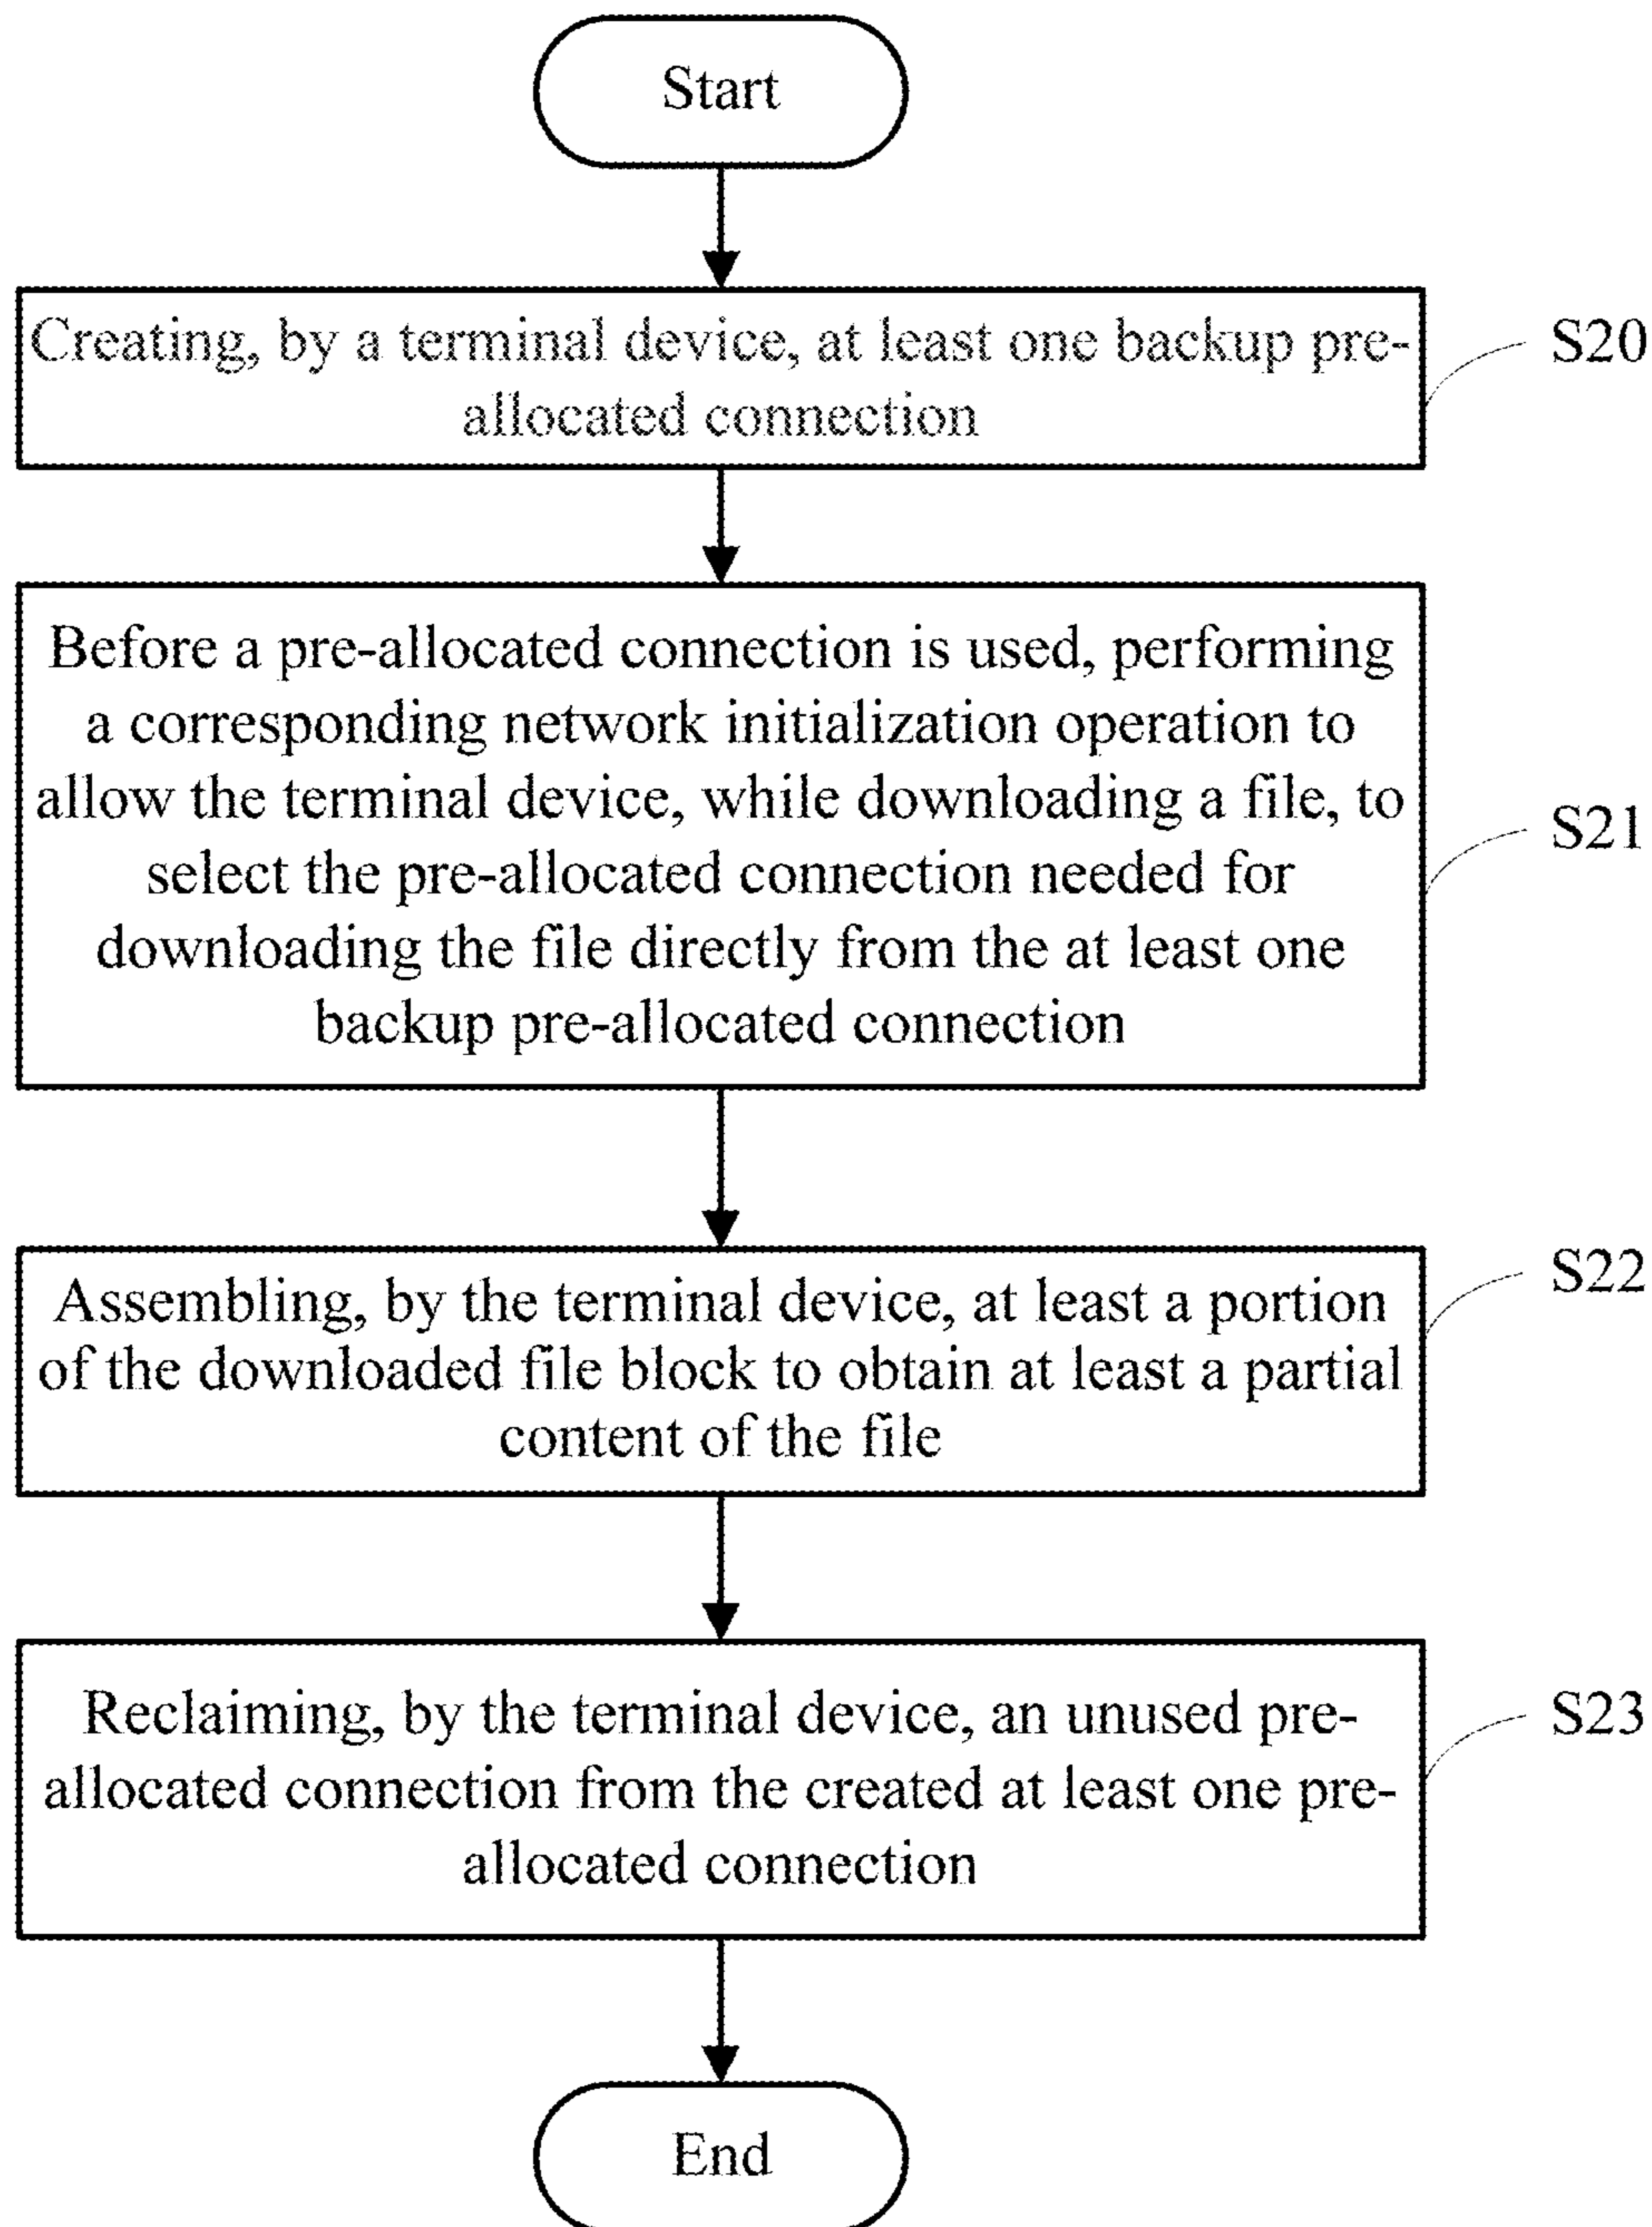 Start
Creating, by a terminal device, at least one backup pre-
allocated connection
S20
Before a pre-allocated connection is used, performing
a corresponding network initialization operation to
allow the terminal device, while downloading a file, to
select the pre-allocated connection needed for
downloading the file directly from the at least one
backup pre-allocated connection
S21
Assembling, by the terminal device, at least a portion
of the downloaded file block to obtain at least a partial
content of the file
S22
Reclaiming, by the terminal device, an unused pre-
allocated connection from the created at least one pre-
allocated connection
S23
End